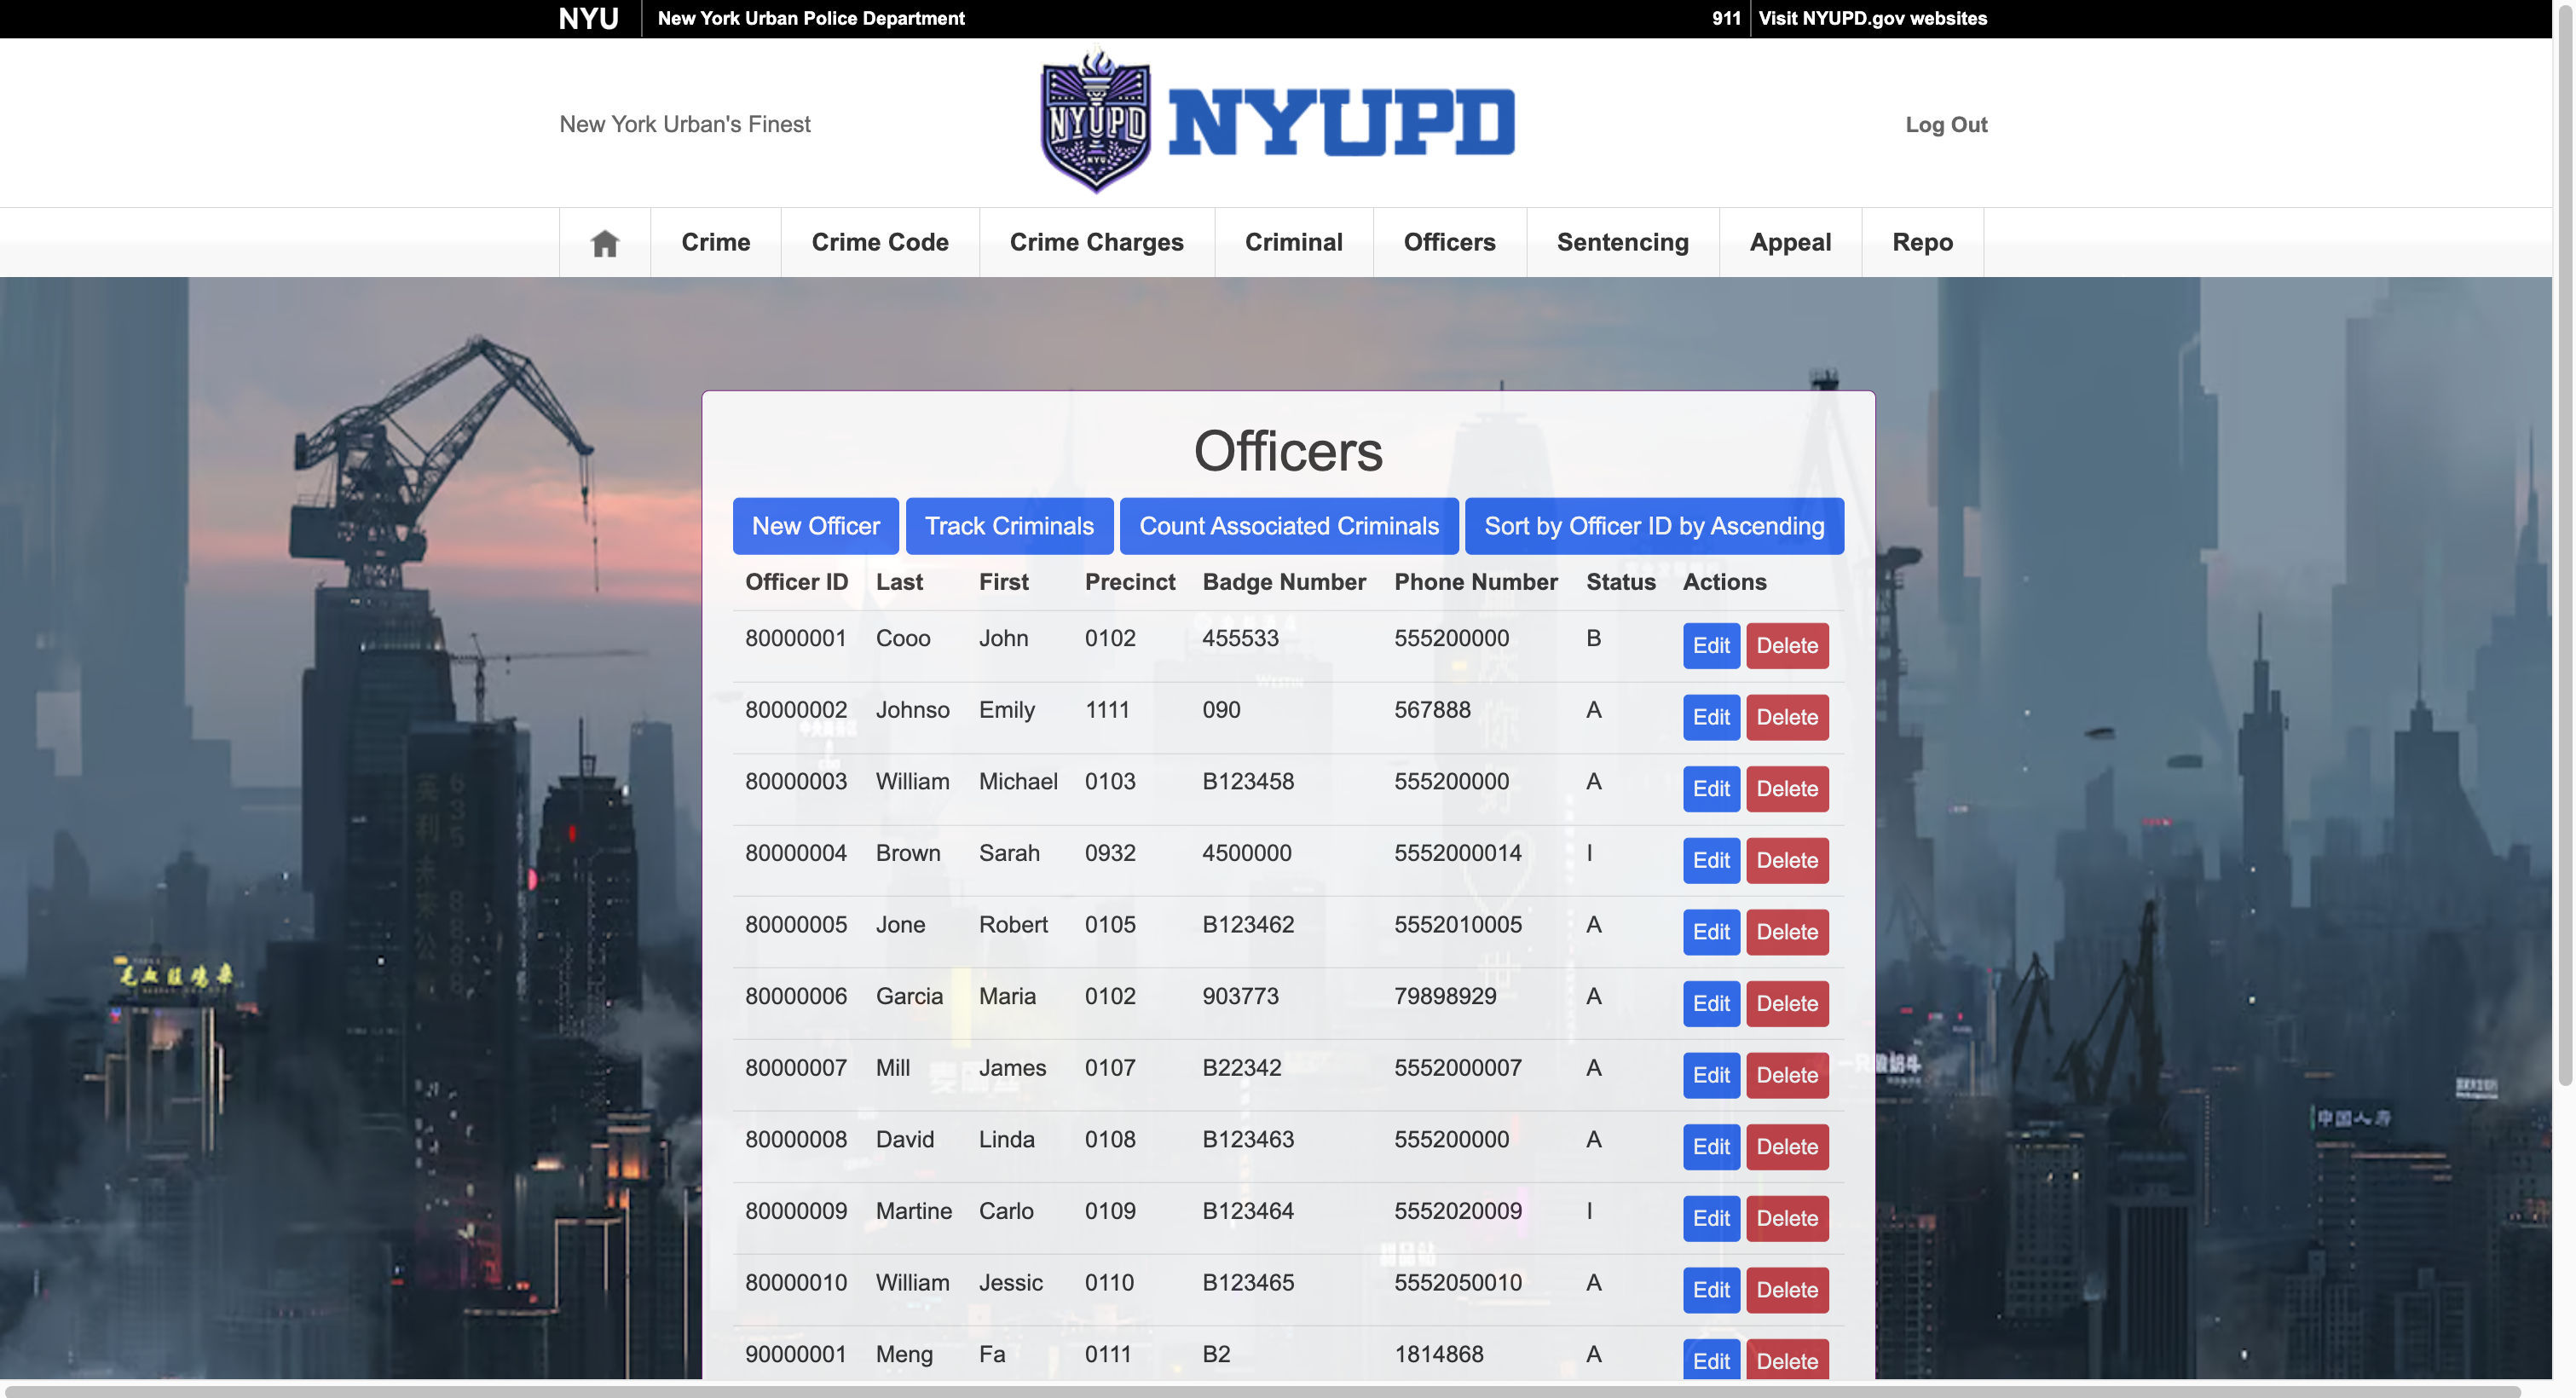 NYU New York Urban Police Department 911 Visit NYUPD.gov websites
New York Urban's Finest NYUPD NYU NYUPD Log Out
Crime Crime Code Crime Charges Criminal Officers Sentencing Appeal Repo
Officers
New Officer Track Criminals Count Associated Criminals Sort by Officer ID by Ascending
Officer ID Last First Precinct Badge Number Phone Number Status Actions
80000001 Cooo John 0102 455533 555200000 B Edit Delete
80000002 Johnso Emily 1111 090 567888 A Edit Delete
80000003 William Michael 0103 B123458 555200000 A Edit Delete
80000004 Brown Sarah 0932 4500000 5552000014 I Edit Delete
80000005 Jone Robert 0105 B123462 5552010005 A Edit Delete
80000006 Garcia Maria 0102 903773 79898929 A Edit Delete
80000007 Mill James 0107 B22342 5552000007 A Edit Delete
80000008 David Linda 0108 B123463 555200000 A Edit Delete
80000009 Martine Carlo 0109 B123464 5552020009 I Edit Delete
80000010 William Jessic 0110 B123465 5552050010 A Edit Delete
90000001 Meng Fa 0111 B2 1814868 A Edit Delete
中国人寿